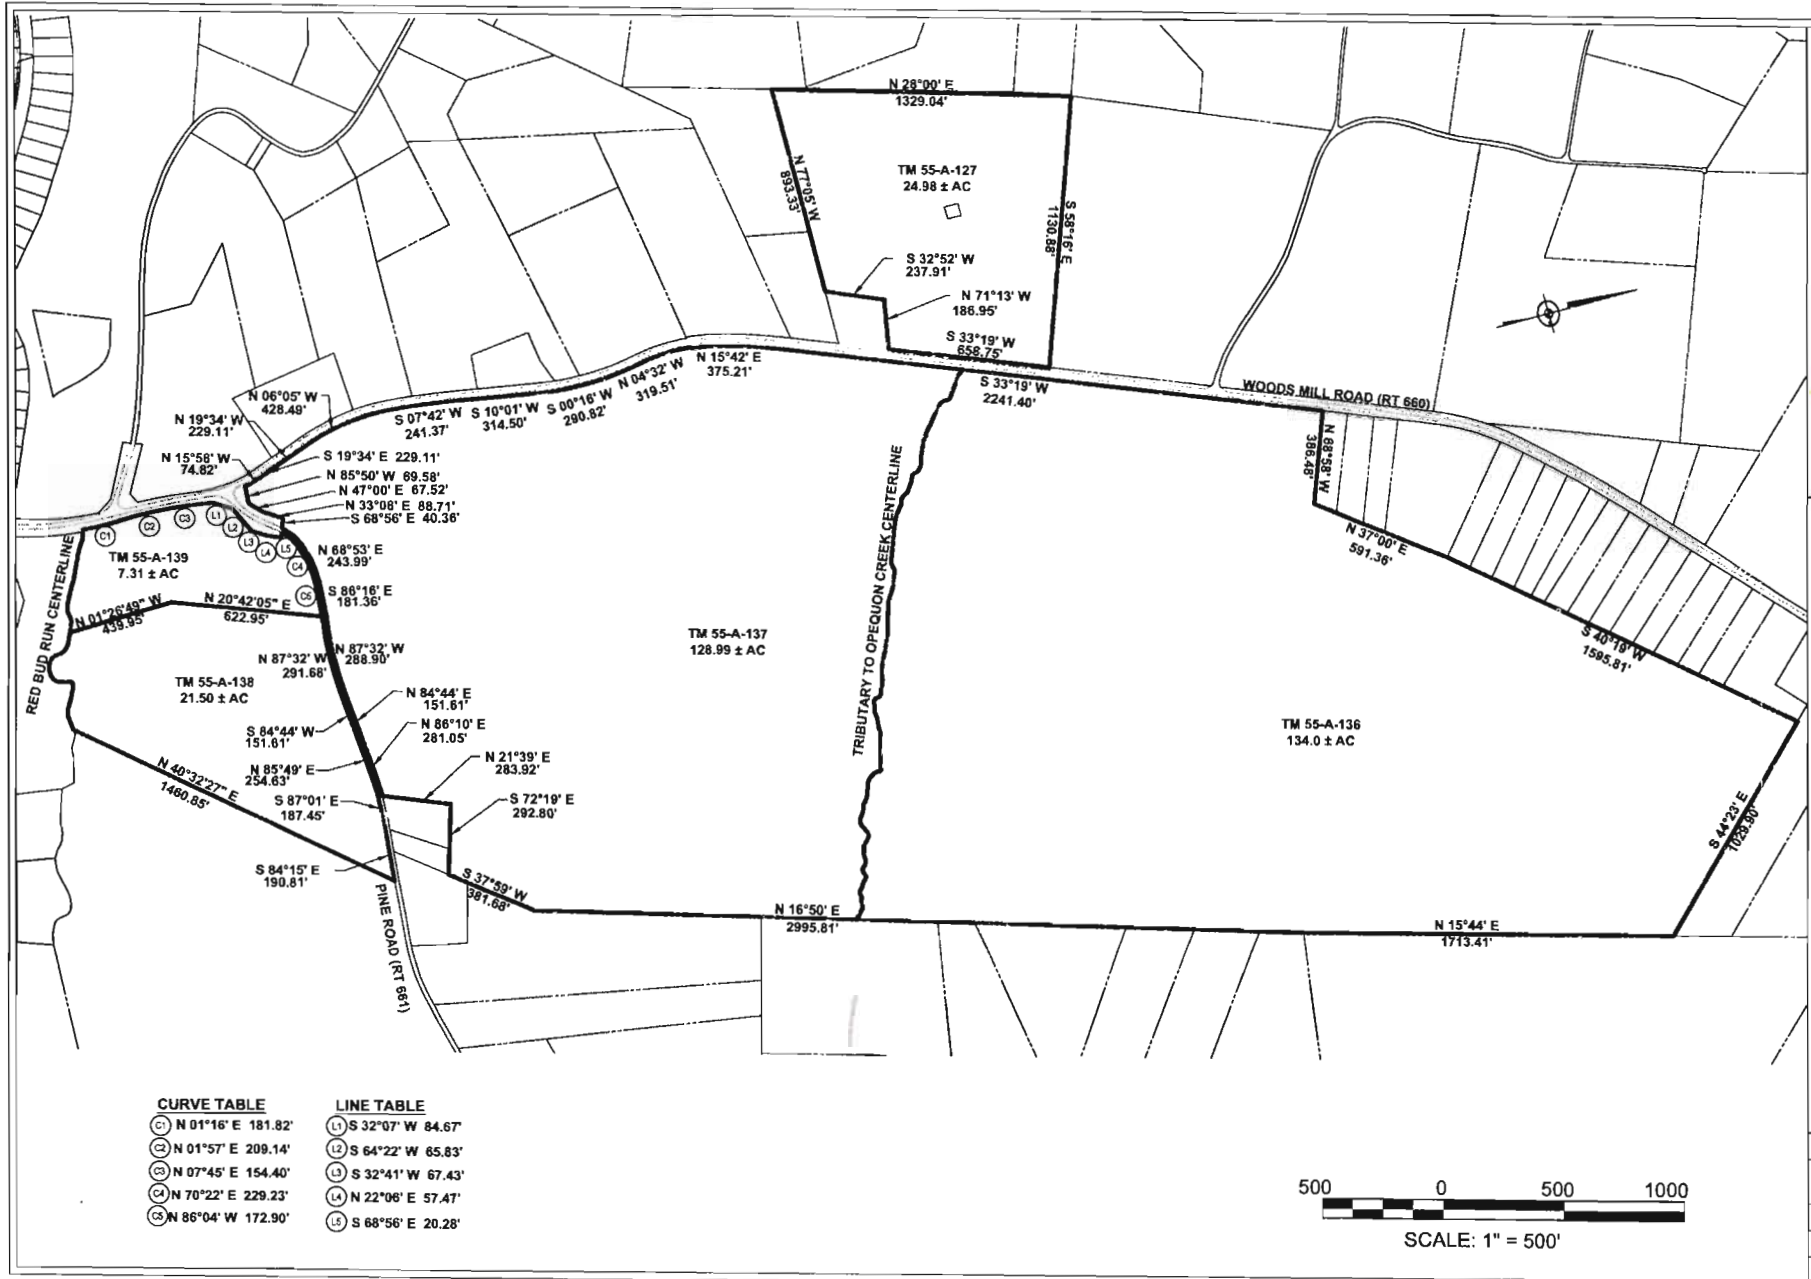 N 28°00' E
1329.04'
N 77°05' W
893.33'
TM 55-A-127
24.98 ± AC
S 58°16' E
1130.88'
S 32°52' W
237.91'
N 71°13' W
186.95'
S 33°19' W
658.75'
WOODS MILL ROAD (RT 660)
S 33°19' W
2241.40'
N 15°42' E
375.21'
N 04°32' W
319.51'
S 00°16' W
290.82'
S 10°01' W
314.50'
S 07°42' W
241.37'
N 06°05' W
428.48'
N 19°34' W
229.11'
N 15°58' W
74.82'
S 19°34' E 229.11'
N 85°50' W 69.58'
N 47°00' E 67.52'
N 33°08' E 88.71'
S 68°56' E 40.36'
C1
C2
C3
L1
L2
L3
L4
L5
C4
C5
N 68°53' E
243.99'
S 86°16' E
181.36'
TM 55-A-139
7.31 ± AC
RED BUD RUN CENTERLINE
N 01°26'49" W
439.95'
N 20°42'05" E
622.95'
N 87°32' W
288.90'
N 87°32' W
291.68'
TM 55-A-138
21.50 ± AC
N 84°44' E
151.61'
S 84°44' W
151.61'
N 86°10' E
281.05'
N 85°49' E
254.63'
N 21°39' E
283.92'
S 87°01' E
187.45'
S 72°19' E
292.80'
N 40°32'27" E
1460.85'
S 84°15' E
190.81'
S 37°59' W
381.68'
PINE ROAD (RT 661)
TM 55-A-137
128.99 ± AC
TRIBUTARY TO OPEQUON CREEK CENTERLINE
N 88°58' W
386.48'
N 37°00' E
591.36'
S 40°19' W
1595.81'
TM 55-A-136
134.0 ± AC
S 44°23' E
1029.90'
N 16°50' E
2995.81'
N 15°44' E
1713.41'
CURVE TABLE
C1 N 01°16' E 181.82'
C2 N 01°57' E 209.14'
C3 N 07°45' E 154.40'
C4 N 70°22' E 229.23'
C5 N 86°04' W 172.90'
LINE TABLE
L1 S 32°07' W 84.67'
L2 S 64°22' W 65.83'
L3 S 32°41' W 67.43'
L4 N 22°06' E 57.47'
L5 S 68°56' E 20.28'
500 0 500 1000
SCALE: 1" = 500'